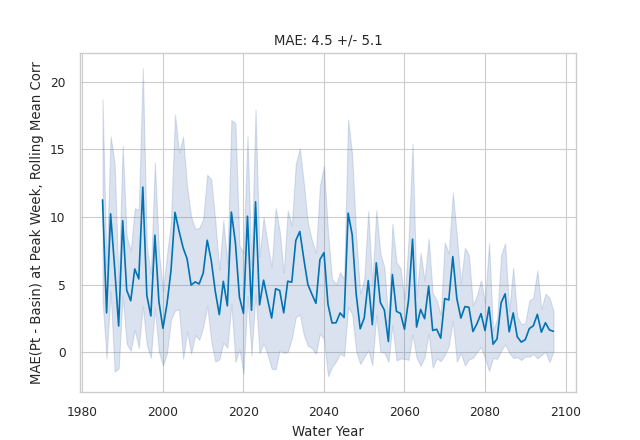 MAE: 4.5 +/- 5.1
MAE(Pt - Basin) at Peak Week, Rolling Mean Corr
20
15
10
5
0
1980 2000 2020 2040 2060 2080 2100
Water Year